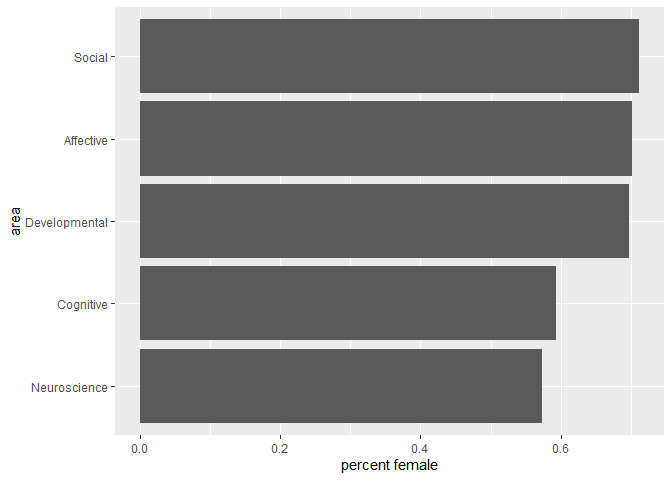 Social
Affective
Developmental
Cognitive
Neuroscience
area
0.0 0.2 0.4 0.6
percent female